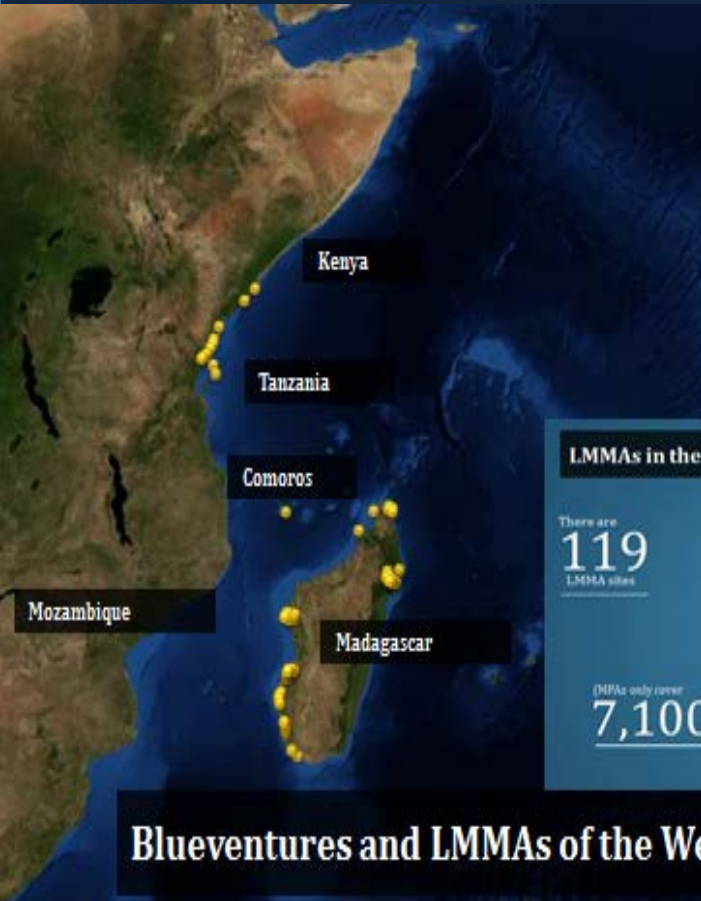 Kenya
Tanzania
Comoros
Mozambique
Madagascar
LMMAs in the
There are
119
LMMA sites
(MPAs only cover
7,100
Blueventures and LMMAs of the We